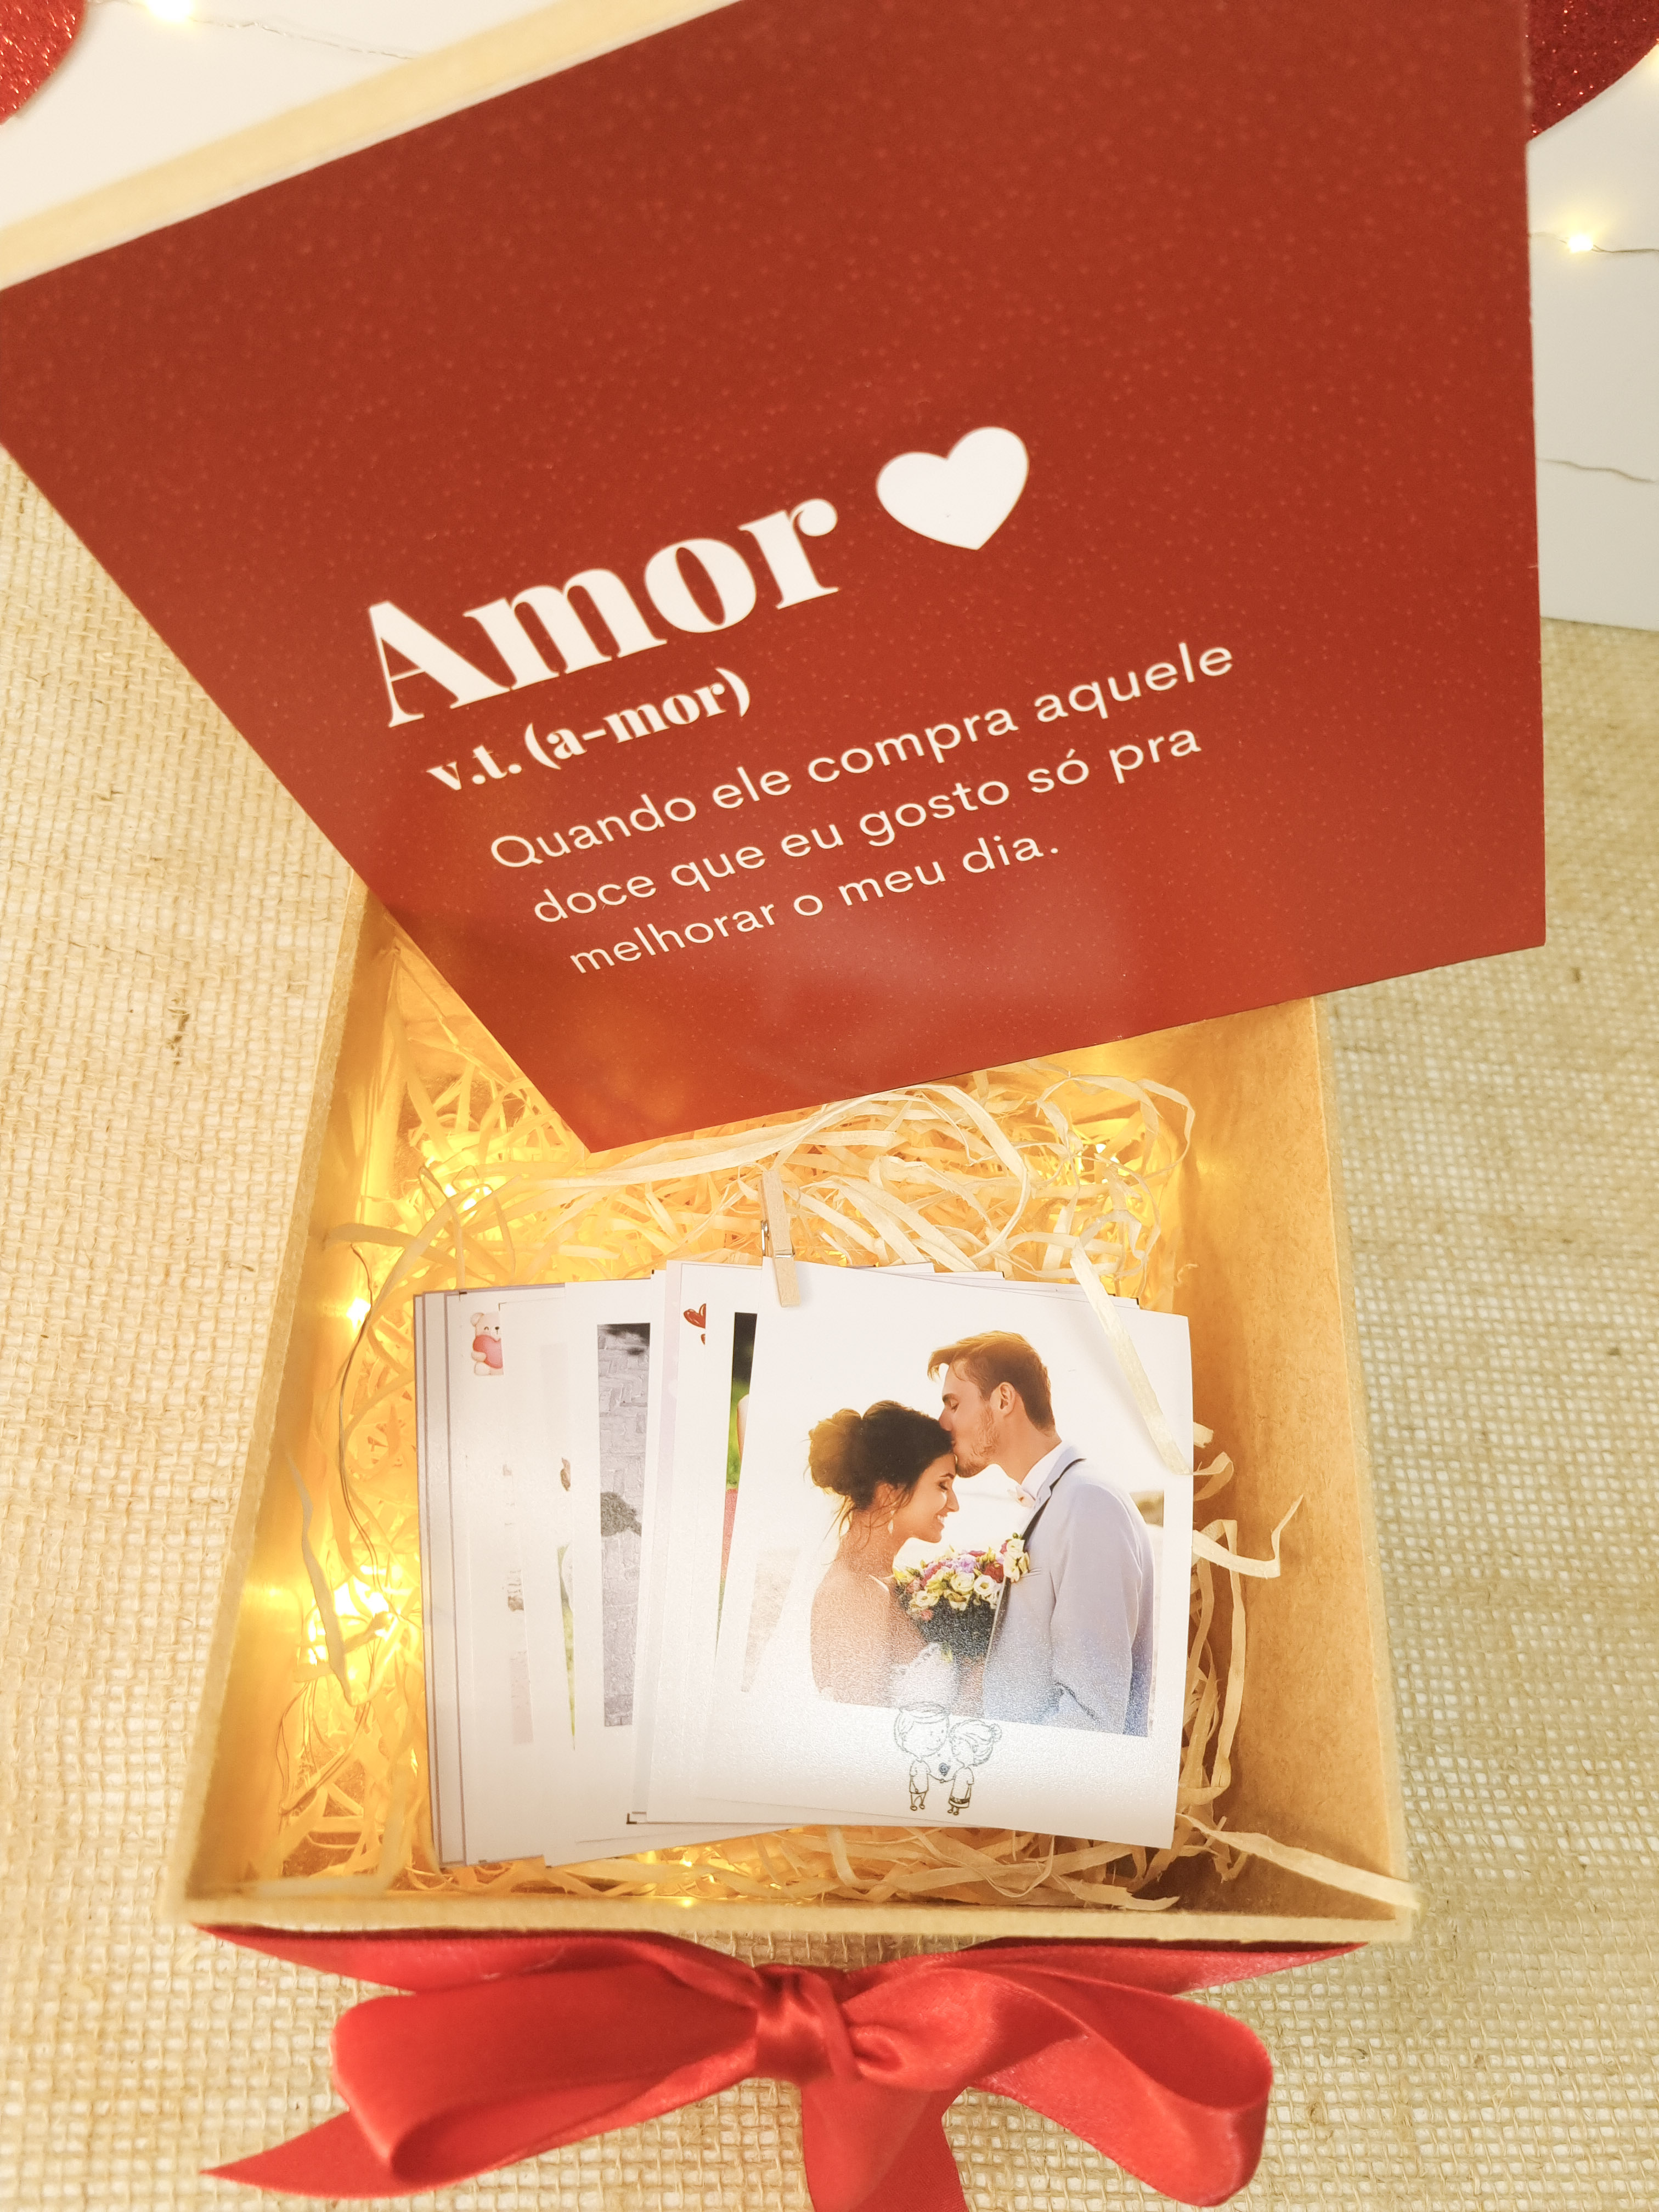 Amor
v.t. (a-mor)
Quando ele compra aquele
doce que eu gosto só pra
melhorar o meu dia.